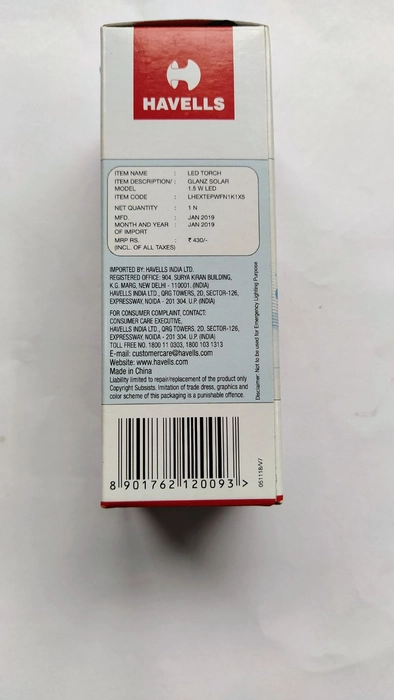 HAVELLS
ITEM NAME : LED TORCH
ITEM DESCRIPTION/ : GLANZ SOLAR
MODEL 1.5 W LED
ITEM CODE : LHEXTEPWFN1K1X5
NET QUANTITY : 1 N
MFD. : JAN 2019
MONTH AND YEAR : JAN 2019
OF IMPORT
MRP RS. : ₹ 430/-
(INCL. OF ALL TAXES)
IMPORTED BY: HAVELLS INDIA LTD.
REGISTERED OFFICE: 904, SURYA KIRAN BUILDING,
K.G. MARG, NEW DELHI - 110001. (INDIA)
HAVELLS INDIA LTD., QRG TOWERS, 2D, SECTOR-126,
EXPRESSWAY, NOIDA - 201 304. U.P. (INDIA)
FOR CONSUMER COMPLAINT, CONTACT:
CONSUMER CARE EXECUTIVE,
HAVELLS INDIA LTD., QRG TOWERS, 2D, SECTOR-126,
EXPRESSWAY, NOIDA - 201 304. U.P. (INDIA)
TOLL FREE NO. 1800 11 0303, 1800 103 1313
E-mail: customercare@havells.com
Website: www.havells.com
Made in China
Liability limited to repair/replacement of the product only
Copyright Subsists. Imitation of trade dress, graphics and
color scheme of this packaging is a punishable offence.
Disclaimer: Not to be used for Emergency Lighting Purpose
8 901762 120093 >
051118/V7